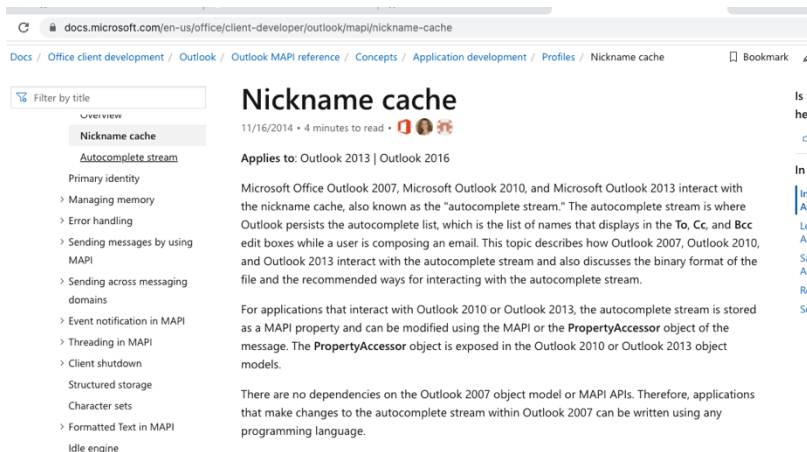 docs.microsoft.com/en-us/office/client-developer/outlook/mapi/nickname-cache
Docs / Office client development / Outlook / Outlook MAPI reference / Concepts / Application development / Profiles / Nickname cache
Bookmark
Filter by title
Overview
Nickname cache
Autocomplete stream
Primary identity
> Managing memory
> Error handling
> Sending messages by using
MAPI
> Sending across messaging
domains
> Event notification in MAPI
> Threading in MAPI
> Client shutdown
Structured storage
Character sets
> Formatted Text in MAPI
Idle engine
Nickname cache
11/16/2014 • 4 minutes to read •
Applies to: Outlook 2013 | Outlook 2016
Microsoft Office Outlook 2007, Microsoft Outlook 2010, and Microsoft Outlook 2013 interact with
the nickname cache, also known as the "autocomplete stream." The autocomplete stream is where
Outlook persists the autocomplete list, which is the list of names that displays in the To, Cc, and Bcc
edit boxes while a user is composing an email. This topic describes how Outlook 2007, Outlook 2010,
and Outlook 2013 interact with the autocomplete stream and also discusses the binary format of the
file and the recommended ways for interacting with the autocomplete stream.
For applications that interact with Outlook 2010 or Outlook 2013, the autocomplete stream is stored
as a MAPI property and can be modified using the MAPI or the PropertyAccessor object of the
message. The PropertyAccessor object is exposed in the Outlook 2010 or Outlook 2013 object
models.
There are no dependencies on the Outlook 2007 object model or MAPI APIs. Therefore, applications
that make changes to the autocomplete stream within Outlook 2007 can be written using any
programming language.
Is
he
In